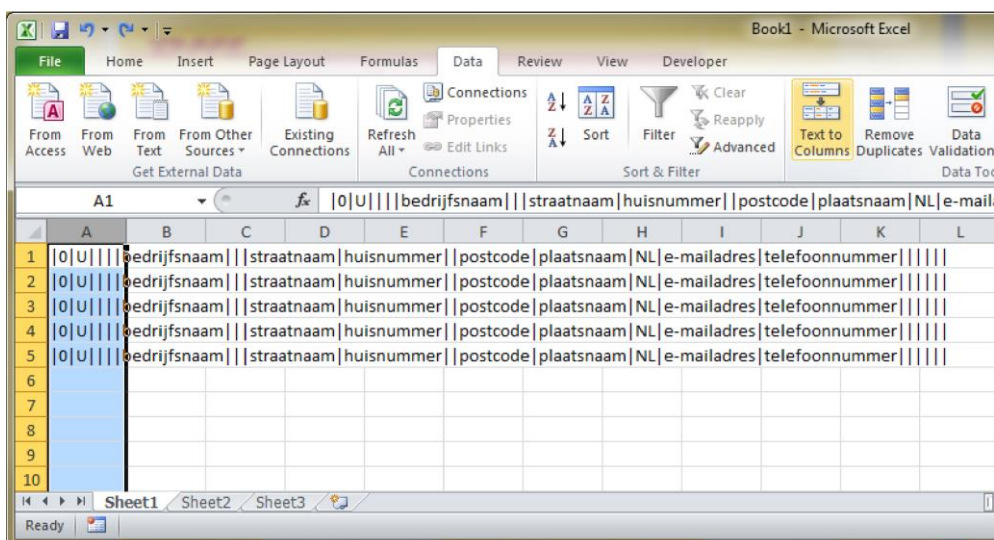 Book1 - Microsoft Excel
File Home Insert Page Layout Formulas Data Review View Developer
From Access
From Web
From Text
From Other Sources
Existing Connections
Get External Data
Refresh All
Connections
Properties
Edit Links
Connections
Sort
Filter
Clear
Reapply
Advanced
Sort & Filter
Text to Columns
Remove Duplicates
Data Validation
Data Too
A1 fx |0|U||||bedrijfsnaam|||straatnaam|huisnummer||postcode|plaatsnaam|NL|e-mail
A B C D E F G H I J K L
1 |0|U||||bedrijfsnaam|||straatnaam|huisnummer||postcode|plaatsnaam|NL|e-mailadres|telefoonnummer||||||
2 |0|U||||bedrijfsnaam|||straatnaam|huisnummer||postcode|plaatsnaam|NL|e-mailadres|telefoonnummer||||||
3 |0|U||||bedrijfsnaam|||straatnaam|huisnummer||postcode|plaatsnaam|NL|e-mailadres|telefoonnummer||||||
4 |0|U||||bedrijfsnaam|||straatnaam|huisnummer||postcode|plaatsnaam|NL|e-mailadres|telefoonnummer||||||
5 |0|U||||bedrijfsnaam|||straatnaam|huisnummer||postcode|plaatsnaam|NL|e-mailadres|telefoonnummer||||||
6
7
8
9
10
Sheet1 Sheet2 Sheet3
Ready